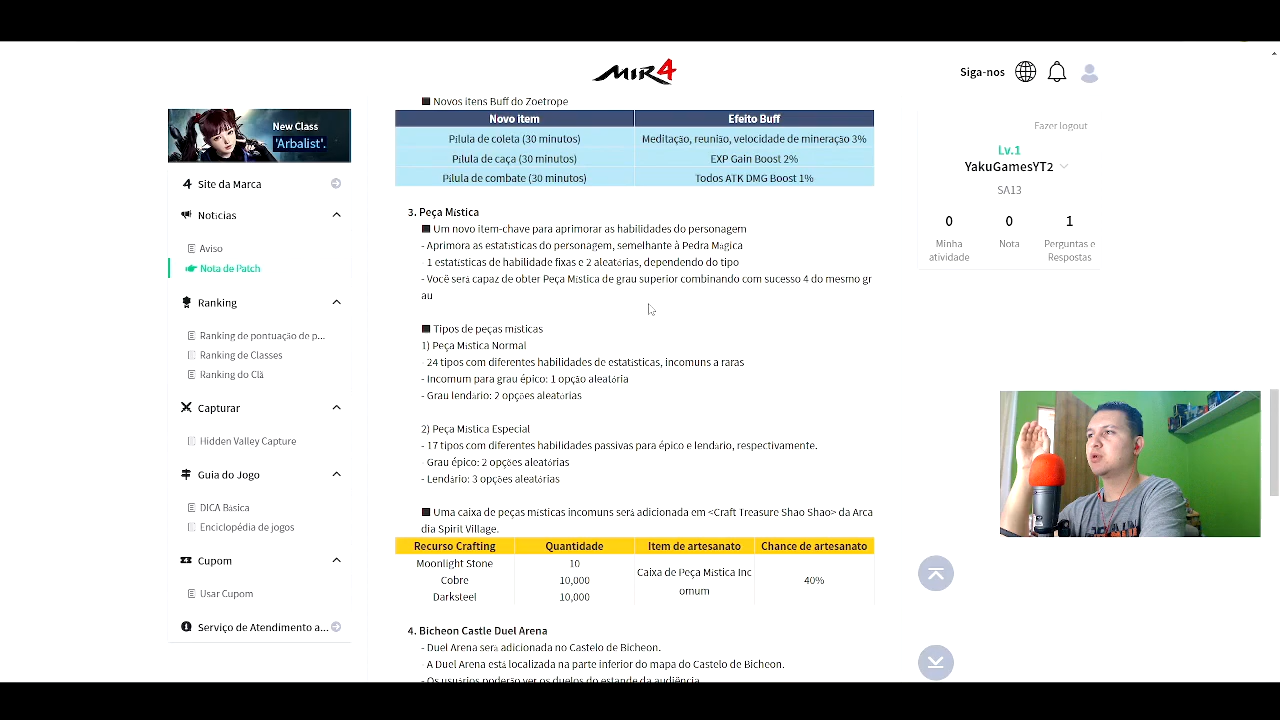 MIR4
Siga-nos
New Class
'Arbalist'.
4 Site da Marca
Notícias
Aviso
Nota de Patch
Ranking
Ranking de pontuação de p...
Ranking de Classes
Ranking do Clã
Capturar
Hidden Valley Capture
Guia do Jogo
DICA Básica
Enciclopédia de jogos
Cupom
Usar Cupom
Serviço de Atendimento a...
Novos itens Buff do Zoetrope
Novo item Efeito Buff
Pílula de coleta (30 minutos) Meditação, reunião, velocidade de mineração 3%
Pílula de caça (30 minutos) EXP Gain Boost 2%
Pílula de combate (30 minutos) Todos ATK DMG Boost 1%
3. Peça Mística
Um novo item-chave para aprimorar as habilidades do personagem
- Aprimora as estatísticas do personagem, semelhante à Pedra Mágica
- 1 estatísticas de habilidade fixas e 2 aleatórias, dependendo do tipo
- Você será capaz de obter Peça Mística de grau superior combinando com sucesso 4 do mesmo gr
au
Tipos de peças místicas
1) Peça Mística Normal
- 24 tipos com diferentes habilidades de estatísticas, incomuns a raras
- Incomum para grau épico: 1 opção aleatória
- Grau lendário: 2 opções aleatórias
2) Peça Mística Especial
- 17 tipos com diferentes habilidades passivas para épico e lendário, respectivamente.
- Grau épico: 2 opções aleatórias
- Lendário: 3 opções aleatórias
Uma caixa de peças místicas incomuns será adicionada em <Craft Treasure Shao Shao> da Arca
dia Spirit Village.
Recurso Crafting Quantidade Item de artesanato Chance de artesanato
Moonlight Stone 10
Cobre 10,000
Darksteel 10,000
Caixa de Peça Mística Inc
omum
40%
4. Bicheon Castle Duel Arena
- Duel Arena será adicionada no Castelo de Bicheon.
- A Duel Arena está localizada na parte inferior do mapa do Castelo de Bicheon.
- Os usuários poderão ver os duelos do estande da audiência.
Fazer logout
Lv.1
YakuGamesYT2
SA13
0 0 1
Minha
atividade
Nota
Perguntas e
Respostas